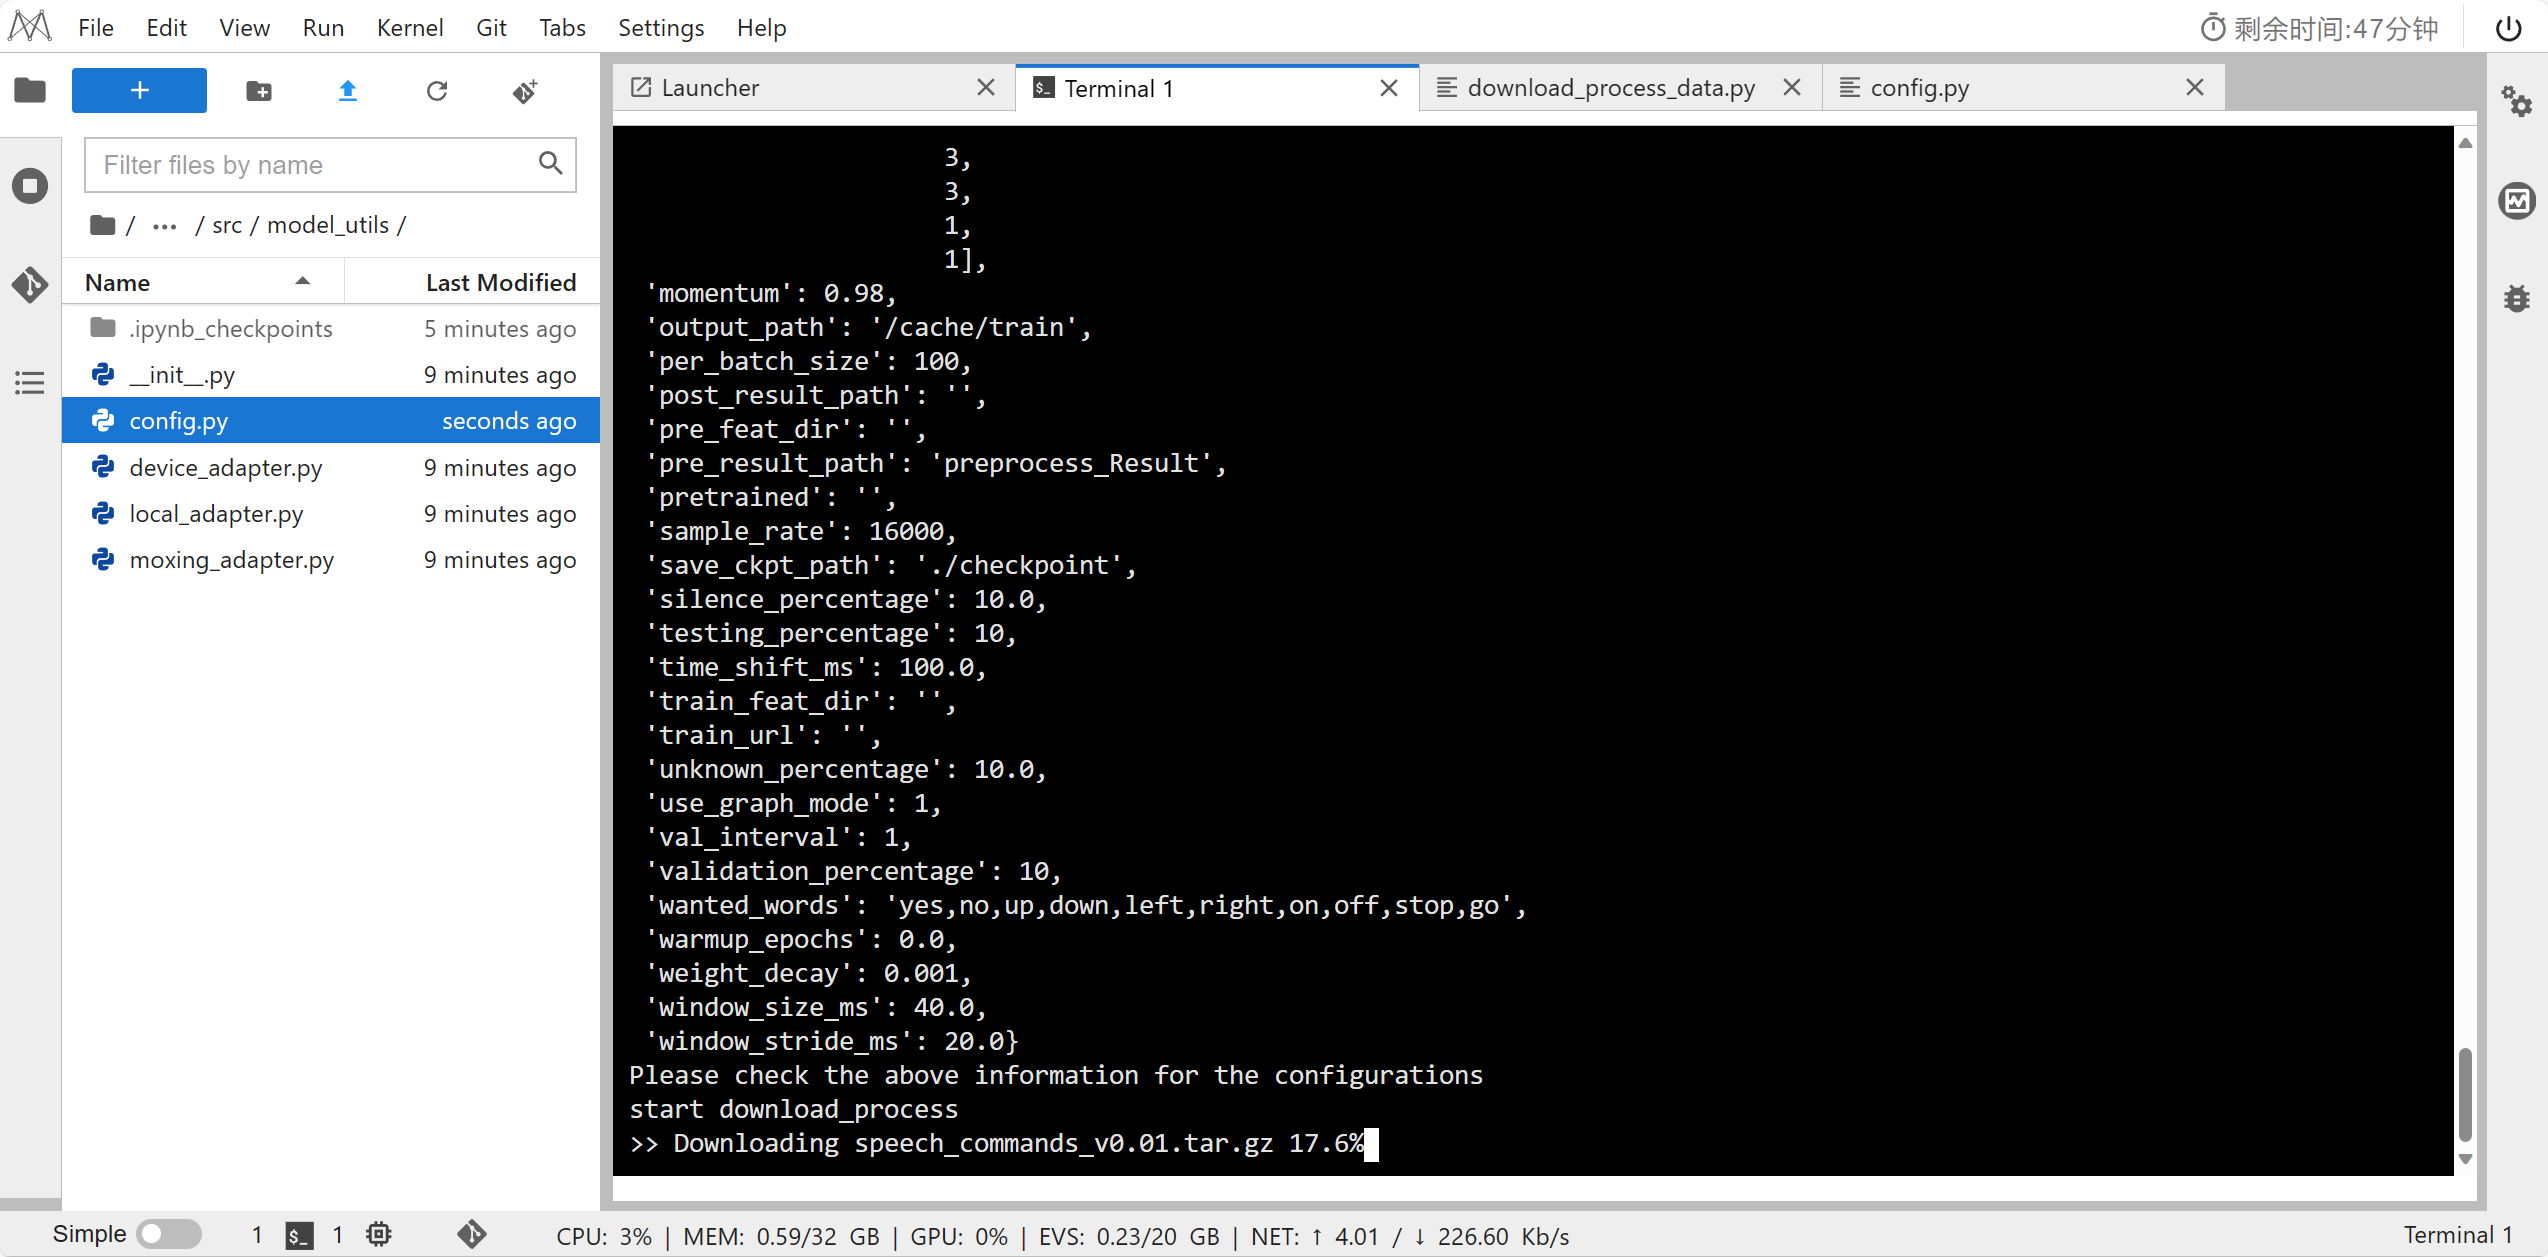 File Edit View Run Kernel Git Tabs Settings Help
剩余时间:47分钟
+
Launcher
Terminal 1
download_process_data.py
config.py
Filter files by name
/ ... / src / model_utils /
Name Last Modified
.ipynb_checkpoints 5 minutes ago
__init__.py 9 minutes ago
config.py seconds ago
device_adapter.py 9 minutes ago
local_adapter.py 9 minutes ago
moxing_adapter.py 9 minutes ago
3,
3,
1,
1],
'momentum': 0.98,
'output_path': '/cache/train',
'per_batch_size': 100,
'post_result_path': '',
'pre_feat_dir': '',
'pre_result_path': 'preprocess_Result',
'pretrained': '',
'sample_rate': 16000,
'save_ckpt_path': './checkpoint',
'silence_percentage': 10.0,
'testing_percentage': 10,
'time_shift_ms': 100.0,
'train_feat_dir': '',
'train_url': '',
'unknown_percentage': 10.0,
'use_graph_mode': 1,
'val_interval': 1,
'validation_percentage': 10,
'wanted_words': 'yes,no,up,down,left,right,on,off,stop,go',
'warmup_epochs': 0.0,
'weight_decay': 0.001,
'window_size_ms': 40.0,
'window_stride_ms': 20.0}
Please check the above information for the configurations
start download_process
>> Downloading speech_commands_v0.01.tar.gz 17.6%
Simple 1 $_ 1 CPU: 3% | MEM: 0.59/32 GB | GPU: 0% | EVS: 0.23/20 GB | NET: ↑ 4.01 / ↓ 226.60 Kb/s Terminal 1